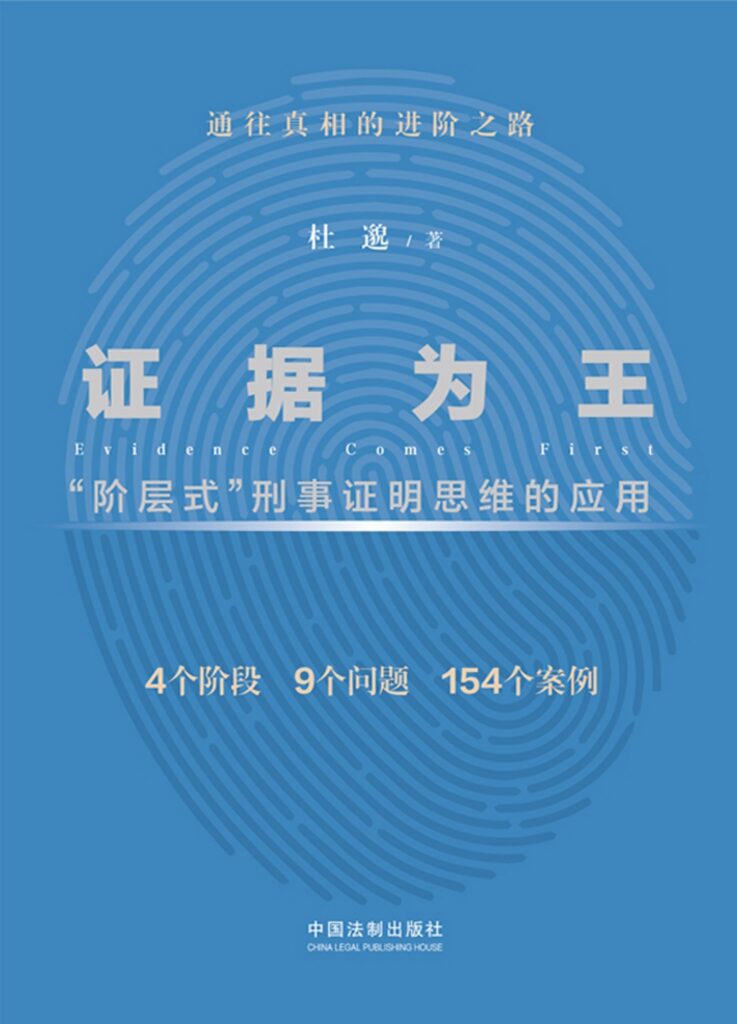 通往真相的进阶之路
杜邈/著
证据为王
Evidence Comes First
“阶层式”刑事证明思维的应用
4个阶段 9个问题 154个案例
中国法制出版社
CHINA LEGAL PUBLISHING HOUSE